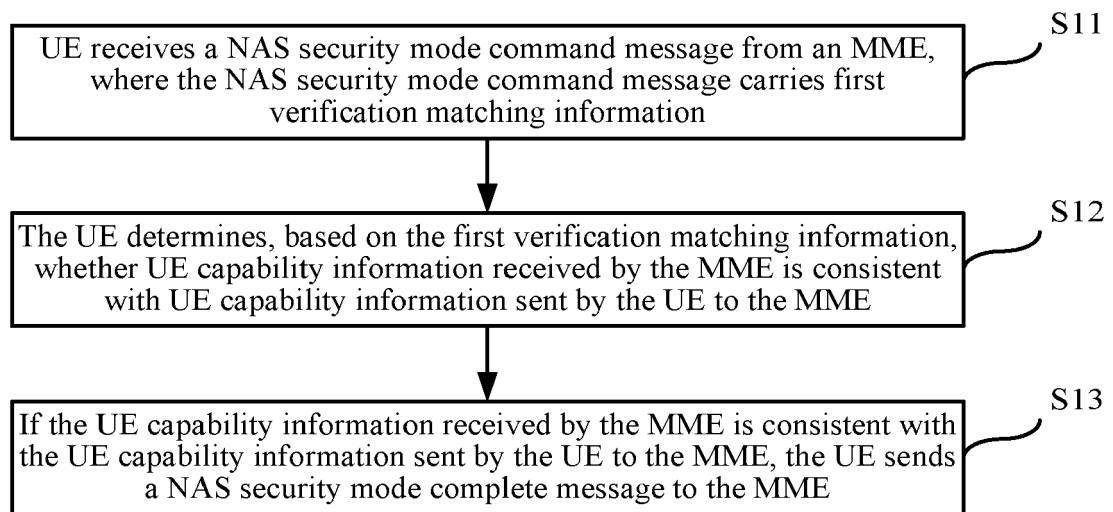 S11
UE receives a NAS security mode command message from an MME,
where the NAS security mode command message carries first
verification matching information
S12
The UE determines, based on the first verification matching information,
whether UE capability information received by the MME is consistent
with UE capability information sent by the UE to the MME
S13
If the UE capability information received by the MME is consistent with
the UE capability information sent by the UE to the MME, the UE sends
a NAS security mode complete message to the MME